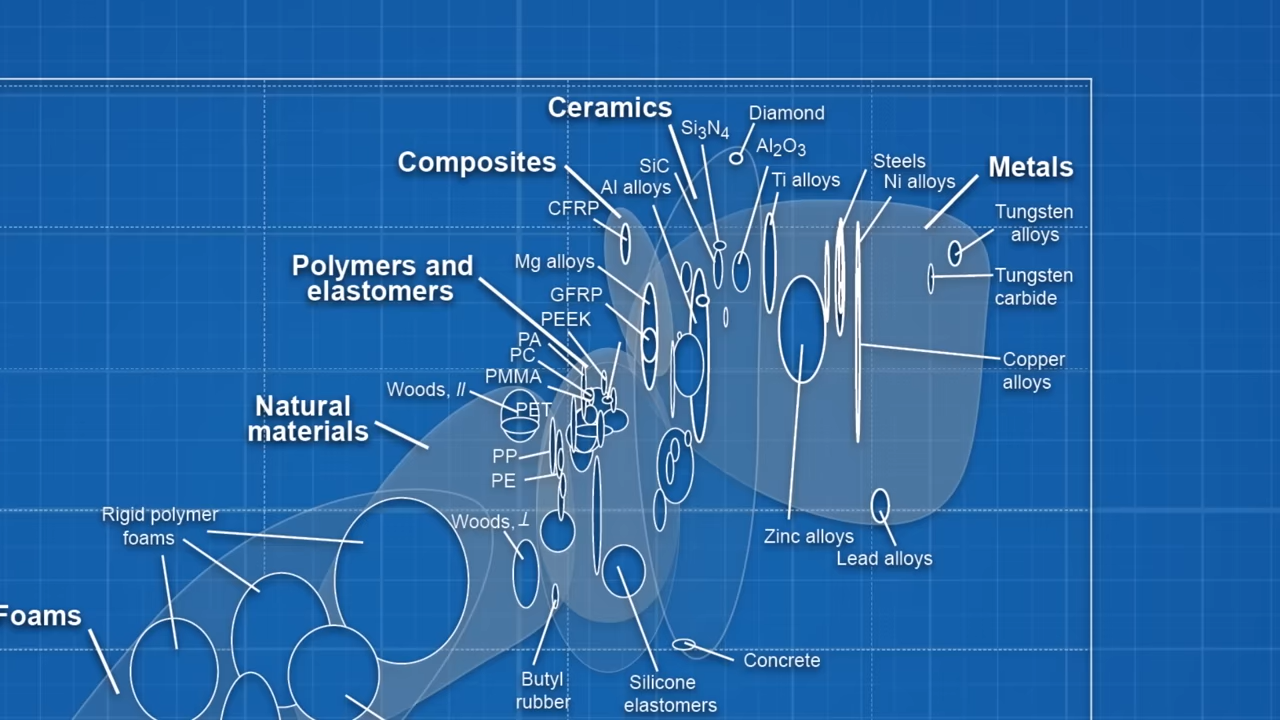 Ceramics
Diamond
Si3N4
Al2O3
Composites
SiC
Steels
Metals
Al alloys
Ti alloys
Ni alloys
CFRP
Tungsten
alloys
Polymers and
elastomers
Mg alloys
Tungsten
carbide
GFRP
PEEK
PA
PC
Copper
alloys
PMMA
Woods, //
PET
Natural
materials
PP
PE
Woods, ⊥
Rigid polymer
foams
Zinc alloys
Lead alloys
Foams
Concrete
Butyl
rubber
Silicone
elastomers